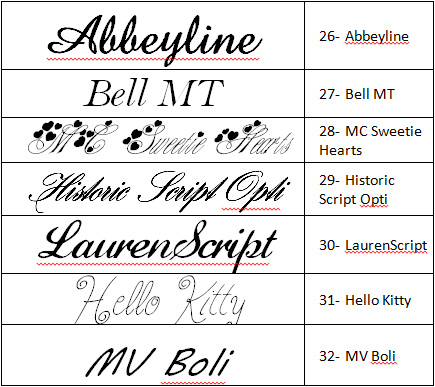 Abbeyline
26- Abbeyline
Bell MT
27- Bell MT
MC Sweetie Hearts
28- MC Sweetie
Hearts
Historic Script Opti
29- Historic
Script Opti
LaurenScript
30- LaurenScript
Hello Kitty
31- Hello Kitty
MV Boli
32- MV Boli